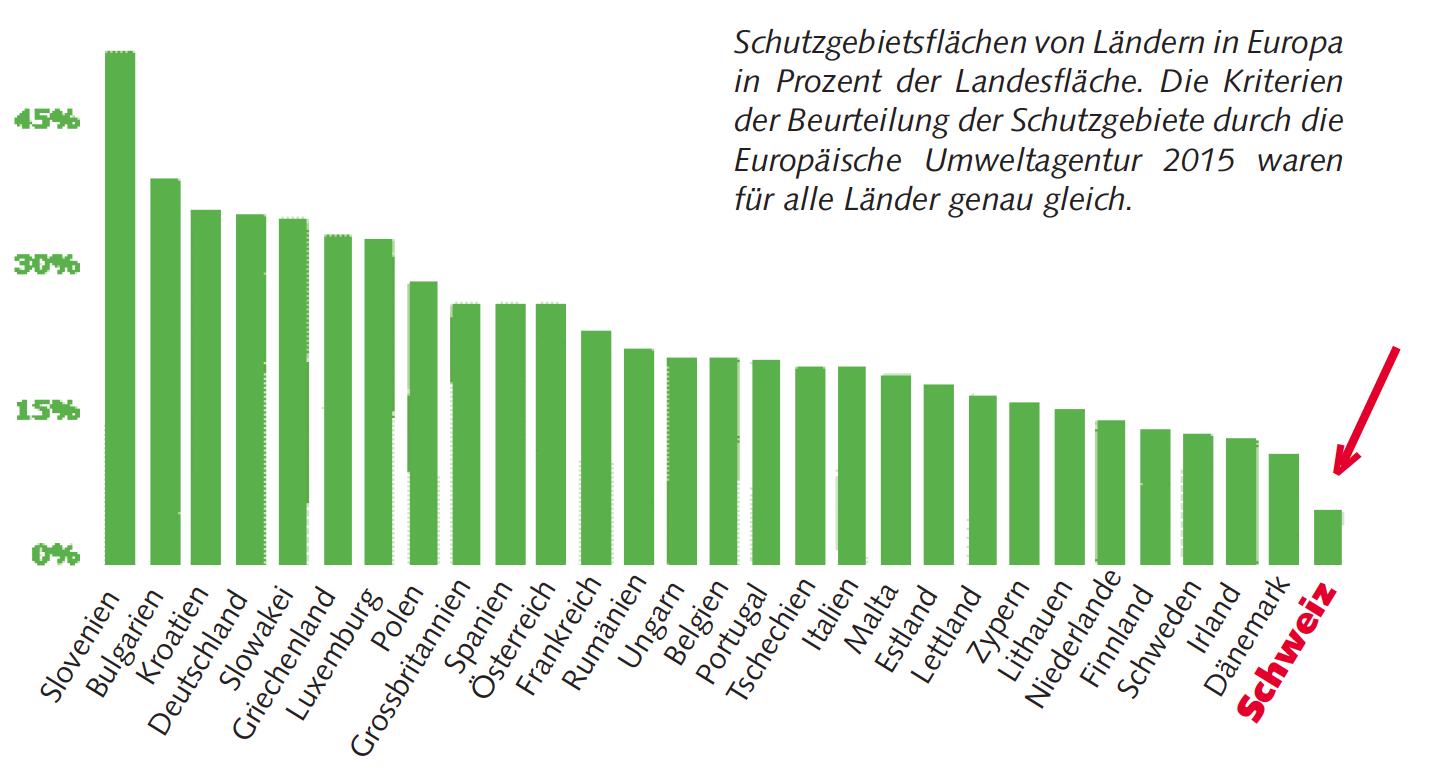 Schutzgebietsflächen von Ländern in Europa
in Prozent der Landesfläche. Die Kriterien
der Beurteilung der Schutzgebiete durch die
Europäische Umweltagentur 2015 waren
für alle Länder genau gleich.
45%
30%
15%
0%
Slovenien
Bulgarien
Kroatien
Deutschland
Slowakei
Griechenland
Luxemburg
Polen
Grossbritannien
Spanien
Österreich
Frankreich
Rumänien
Ungarn
Belgien
Portugal
Tschechien
Italien
Malta
Estland
Lettland
Zypern
Lithauen
Niederlande
Finnland
Schweden
Irland
Dänemark
Schweiz